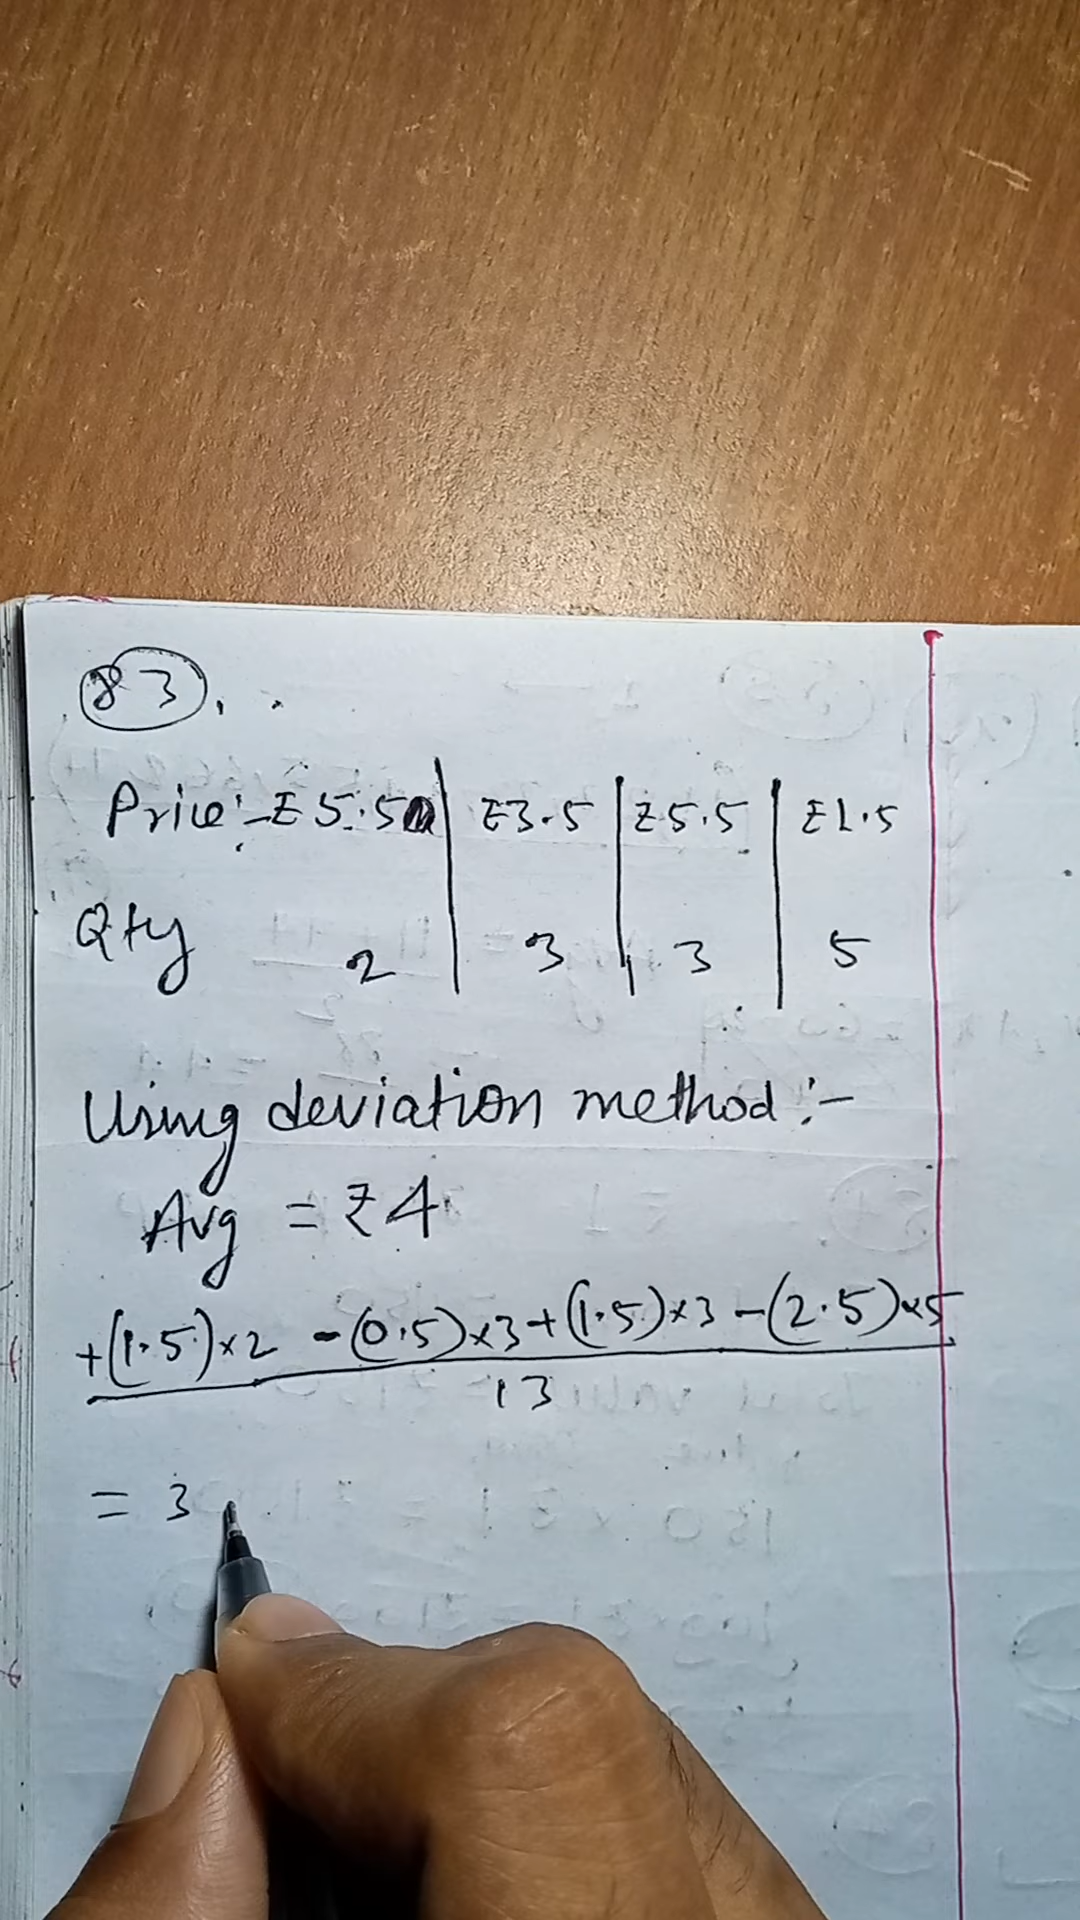 83.
Price:- ₹5.5 | ₹3.5 | ₹5.5 | ₹1.5
Qty 2 | 3 | 3 | 5
Using deviation method :-
Avg = ₹4
+(1.5)×2 -(0.5)×3+(1.5)×3-(2.5)×5
13
= 3